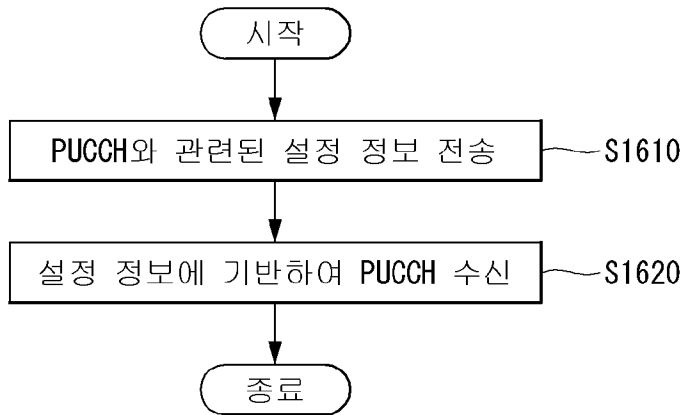 시작
PUCCH와 관련된 설정 정보 전송
S1610
설정 정보에 기반하여 PUCCH 수신
S1620
종료